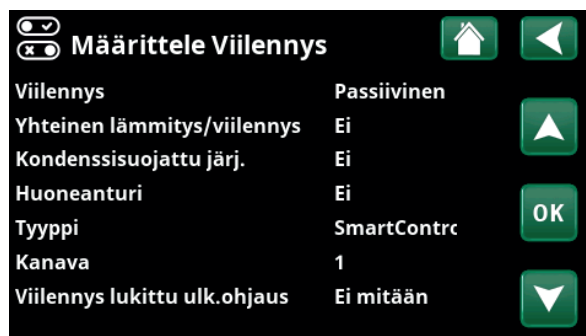 Määrittele Viilennys
Viilennys Passiivinen
Yhteinen lämmitys/viilennys Ei
Kondenssisuojattu järj. Ei
Huoneanturi Ei
Tyyppi SmartContrc
Kanava 1
Viilennys lukittu ulk.ohjaus Ei mitään
OK